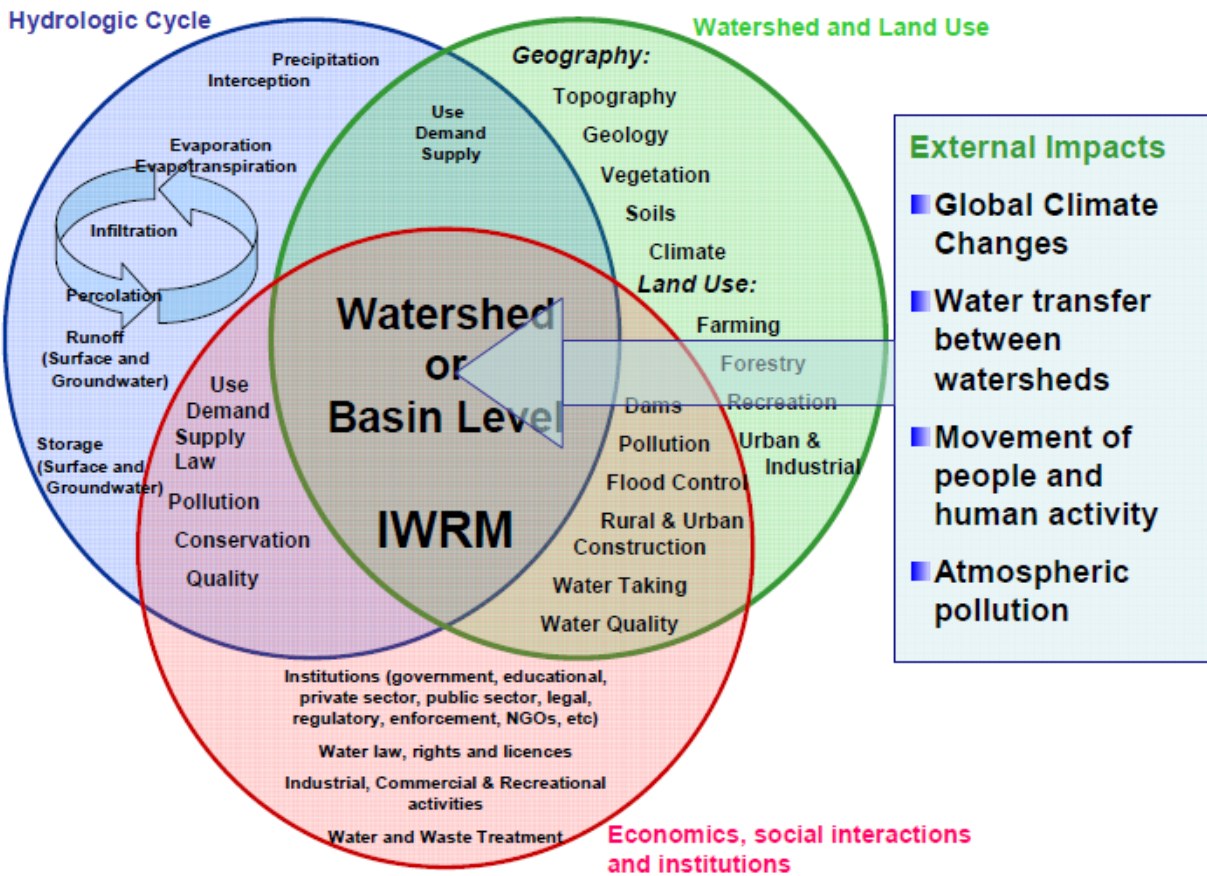 Hydrologic Cycle
Precipitation
Interception
Evaporation
Evapotranspiration
Infiltration
Percolation
Runoff
(Surface and
Groundwater)
Storage
(Surface and
Groundwater)
Use
Demand
Supply
Watershed and Land Use
Geography:
Topography
Geology
Vegetation
Soils
Climate
Land Use:
Farming
Forestry
Recreation
Urban &
Industrial
Use
Demand
Supply
Law
Pollution
Conservation
Quality
Watershed
or
Basin Level
IWRM
Dams
Pollution
Flood Control
Rural & Urban
Construction
Water Taking
Water Quality
Institutions (government, educational,
private sector, public sector, legal,
regulatory, enforcement, NGOs, etc)
Water law, rights and licences
Industrial, Commercial & Recreational
activities
Water and Waste Treatment
Economics, social interactions
and institutions
External Impacts
Global Climate
Changes
Water transfer
between
watersheds
Movement of
people and
human activity
Atmospheric
pollution